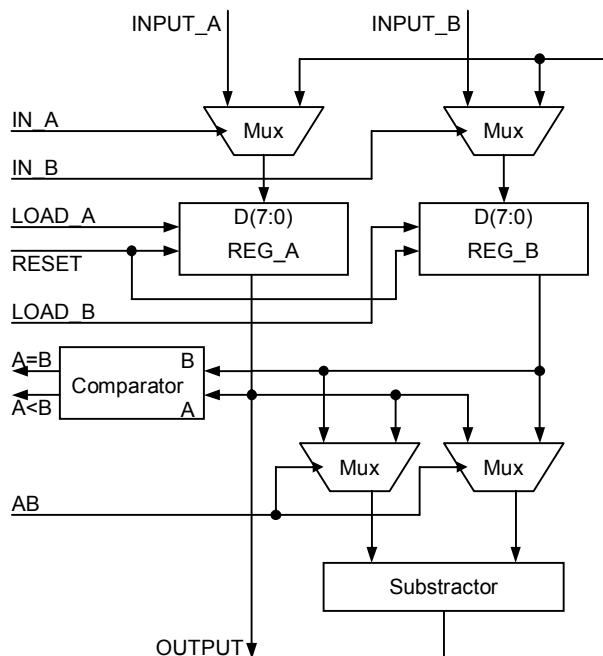 INPUT_A INPUT_B
Mux Mux
IN_A
IN_B
D(7:0) D(7:0)
LOAD_A
REG_A REG_B
RESET
LOAD_B
A=B B
Comparator
A<B A
Mux Mux
AB
Substractor
OUTPUT